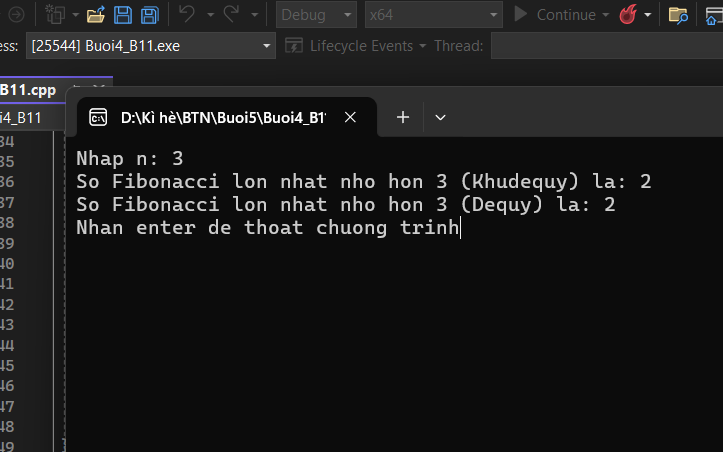 Debug
x64
Continue
ess: [25544] Buoi4_B11.exe
Lifecycle Events
Thread:
B11.cpp
i4_B11
D:\Kì hè\BTN\Buoi5\Buoi4_B1
Nhap n: 3
So Fibonacci lon nhat nho hon 3 (Khudequy) la: 2
So Fibonacci lon nhat nho hon 3 (Dequy) la: 2
Nhan enter de thoat chuong trinh
34
35
36
37
38
39
40
41
42
43
44
45
46
47
48
49